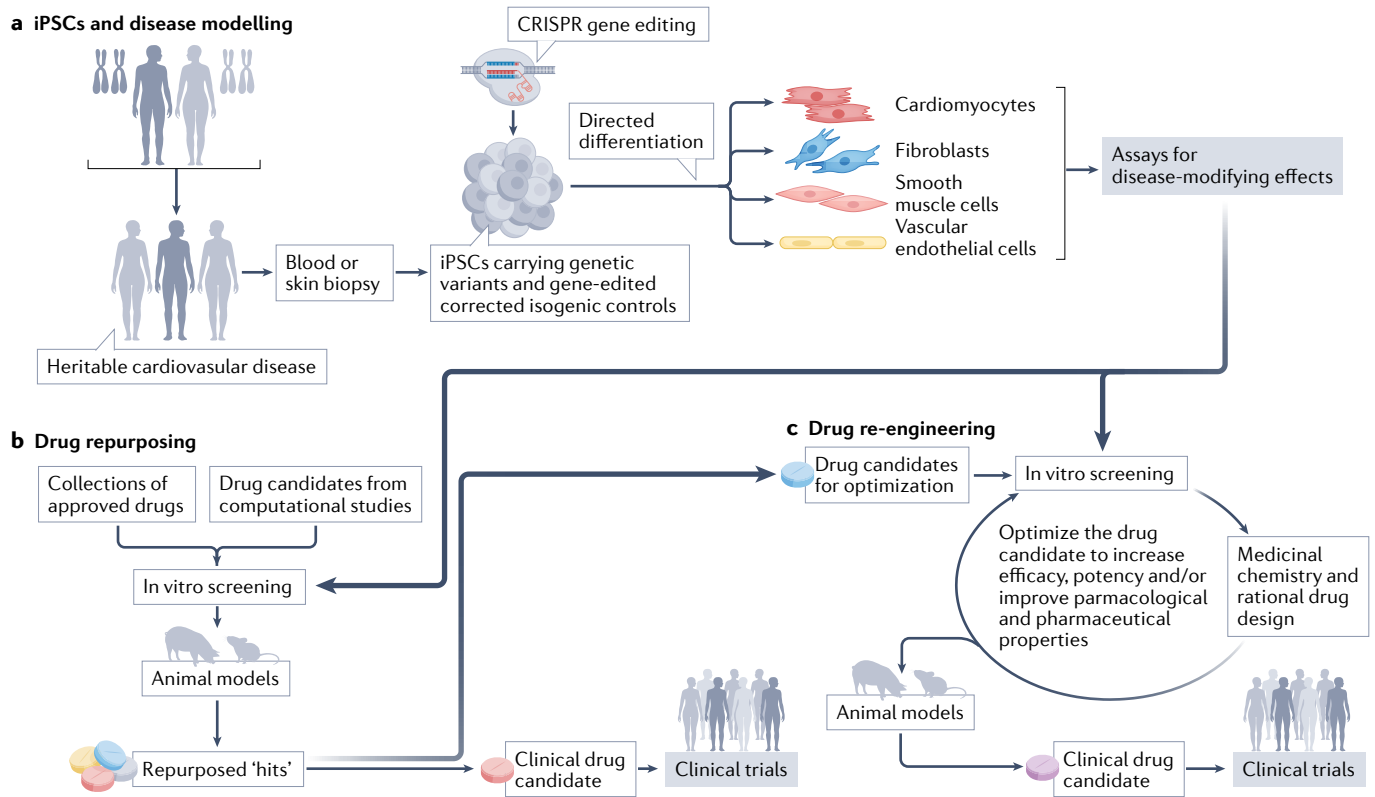 a iPSCs and disease modelling
CRISPR gene editing
Directed
differentiation
Cardiomyocytes
Fibroblasts
Smooth
muscle cells
Vascular
endothelial cells
Assays for
disease-modifying effects
Blood or
skin biopsy
iPSCs carrying genetic
variants and gene-edited
corrected isogenic controls
Heritable cardiovasular disease
b Drug repurposing
Collections of
approved drugs
Drug candidates from
computational studies
In vitro screening
Animal models
Repurposed ‘hits’
Clinical drug
candidate
Clinical trials
c Drug re-engineering
Drug candidates
for optimization
In vitro screening
Optimize the drug
candidate to increase
efficacy, potency and/or
improve parmacological
and pharmaceutical
properties
Medicinal
chemistry and
rational drug
design
Animal models
Clinical drug
candidate
Clinical trials